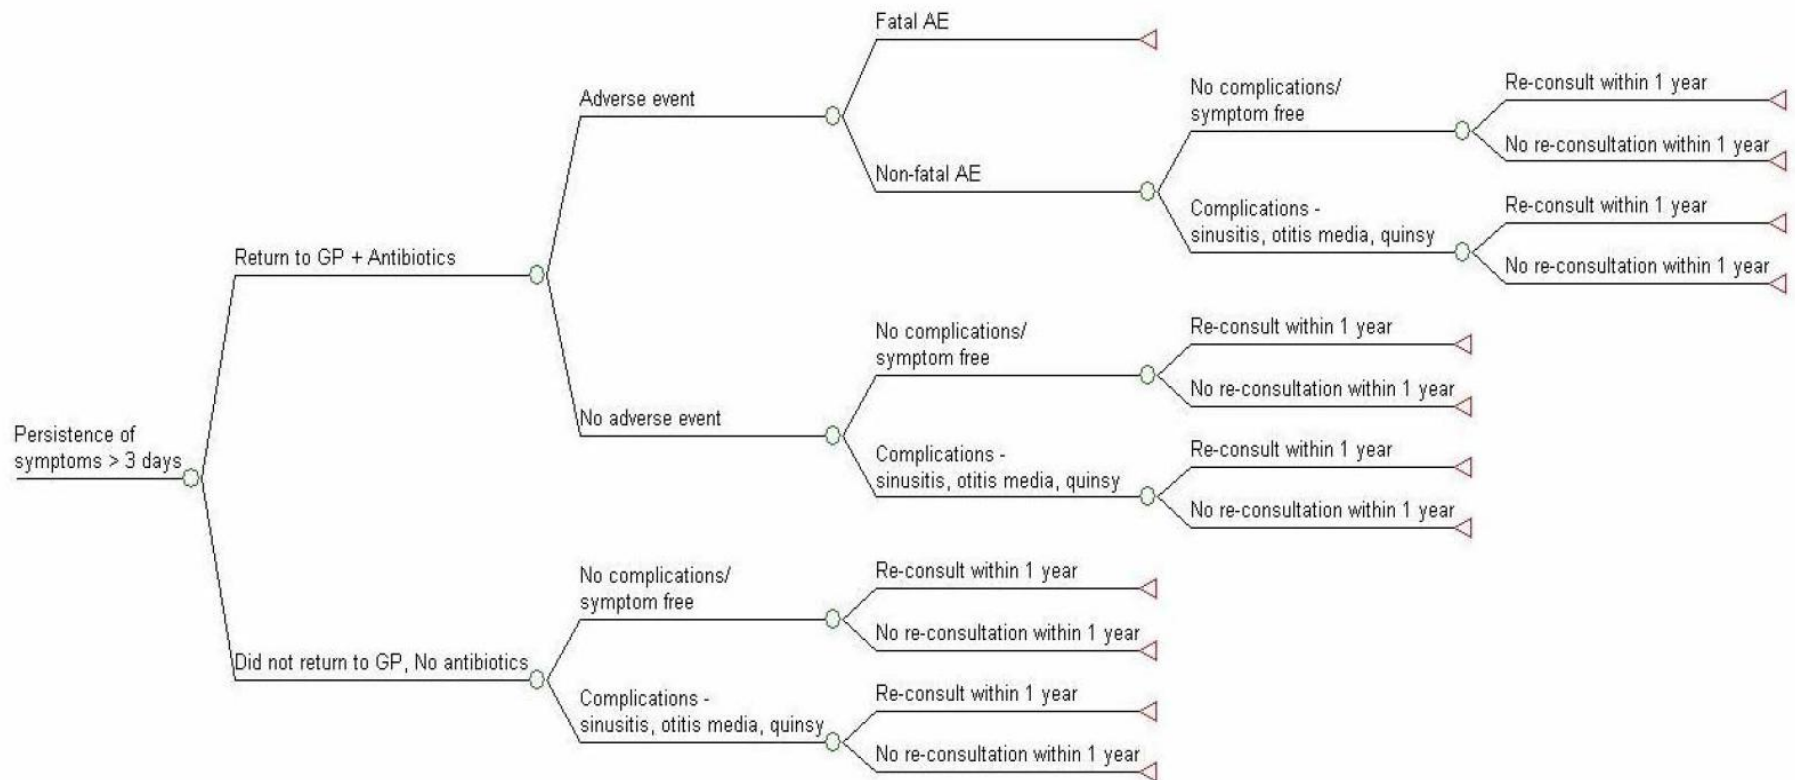 Fatal AE
Adverse event
No complications/
symptom free
Re-consult within 1 year
No re-consultation within 1 year
Non-fatal AE
Complications -
sinusitis, otitis media, quinsy
Re-consult within 1 year
No re-consultation within 1 year
Return to GP + Antibiotics
No complications/
symptom free
Re-consult within 1 year
No re-consultation within 1 year
No adverse event
Complications -
sinusitis, otitis media, quinsy
Re-consult within 1 year
No re-consultation within 1 year
Persistence of
symptoms > 3 days
No complications/
symptom free
Re-consult within 1 year
No re-consultation within 1 year
Did not return to GP, No antibiotics
Complications -
sinusitis, otitis media, quinsy
Re-consult within 1 year
No re-consultation within 1 year